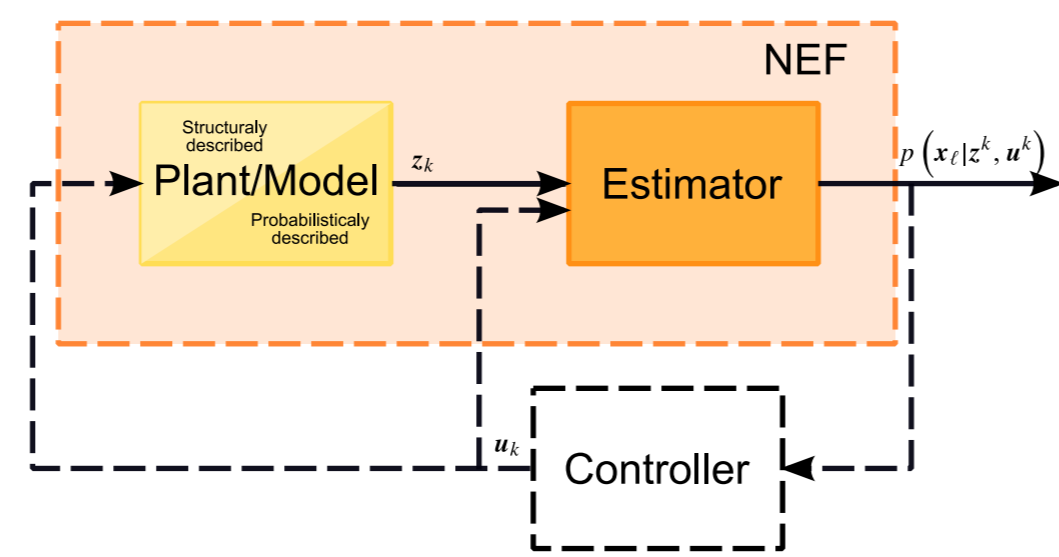 NEF
Structuraly
described
Plant/Model
Probabilisticaly
described
z_k
Estimator
p (x_ℓ|z^k, u^k)
u_k
Controller